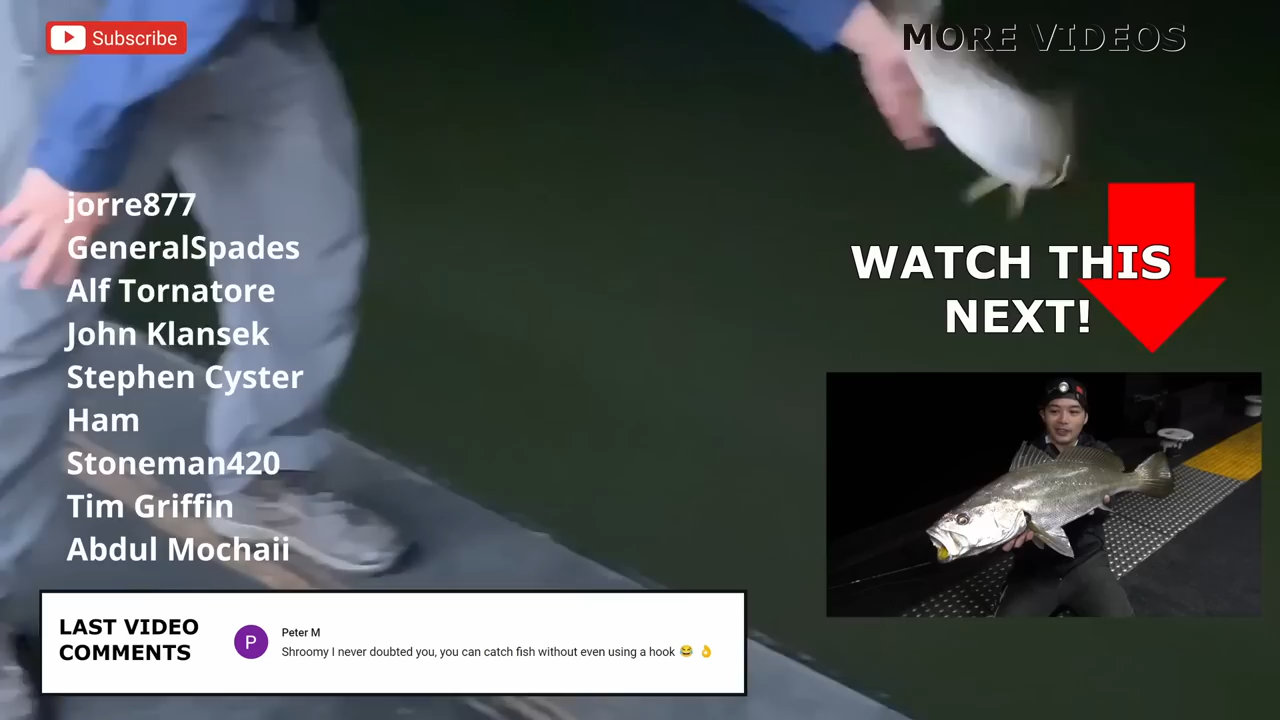 Subscribe
MORE VIDEOS
jorre877
GeneralSpades
Alf Tornatore
John Klansek
Stephen Cyster
Ham
Stoneman420
Tim Griffin
Abdul Mochaii
WATCH THIS
NEXT!
LAST VIDEO
COMMENTS
P
Peter M
Shroomy I never doubted you, you can catch fish without even using a hook 😂 👌